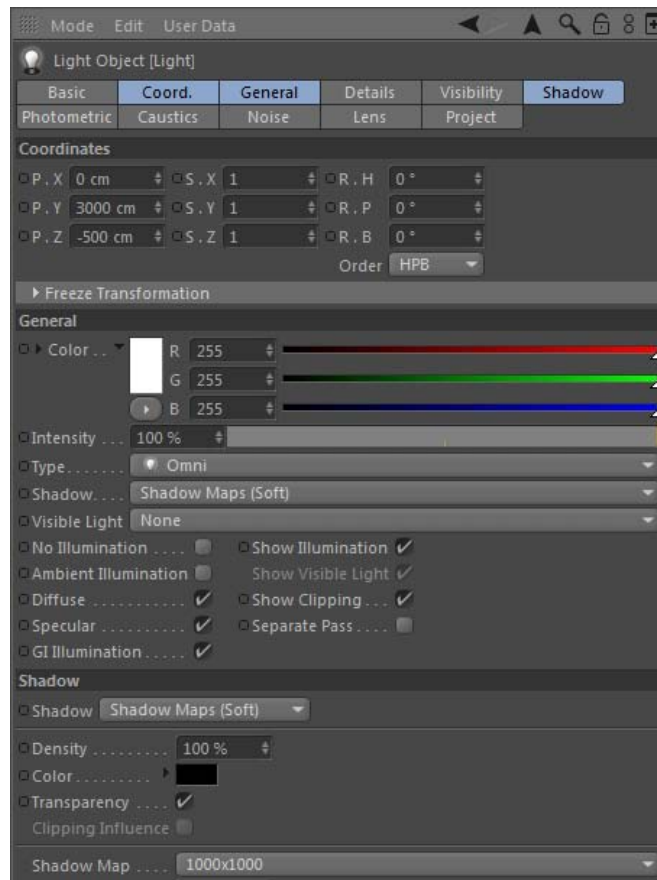 Mode Edit User Data
Light Object [Light]
Basic Coord. General Details Visibility Shadow
Photometric Caustics Noise Lens Project
Coordinates
P . X 0 cm S . X 1 R . H 0 °
P . Y 3000 cm S . Y 1 R . P 0 °
P . Z -500 cm S . Z 1 R . B 0 °
Order HPB
Freeze Transformation
General
Color . . R 255
G 255
B 255
Intensity . . . 100 %
Type. . . . . . . Omni
Shadow. . . . Shadow Maps (Soft)
Visible Light None
No Illumination . . . . Show Illumination
Ambient Illumination Show Visible Light
Diffuse . . . . . . . . . . . Show Clipping . . .
Specular . . . . . . . . . . Separate Pass . . . .
GI Illumination . . . . .
Shadow
Shadow Shadow Maps (Soft)
Density . . . . . . . . . 100 %
Color. . . . . . . . . .
Transparency . . . .
Clipping Influence
Shadow Map . . . . 1000x1000